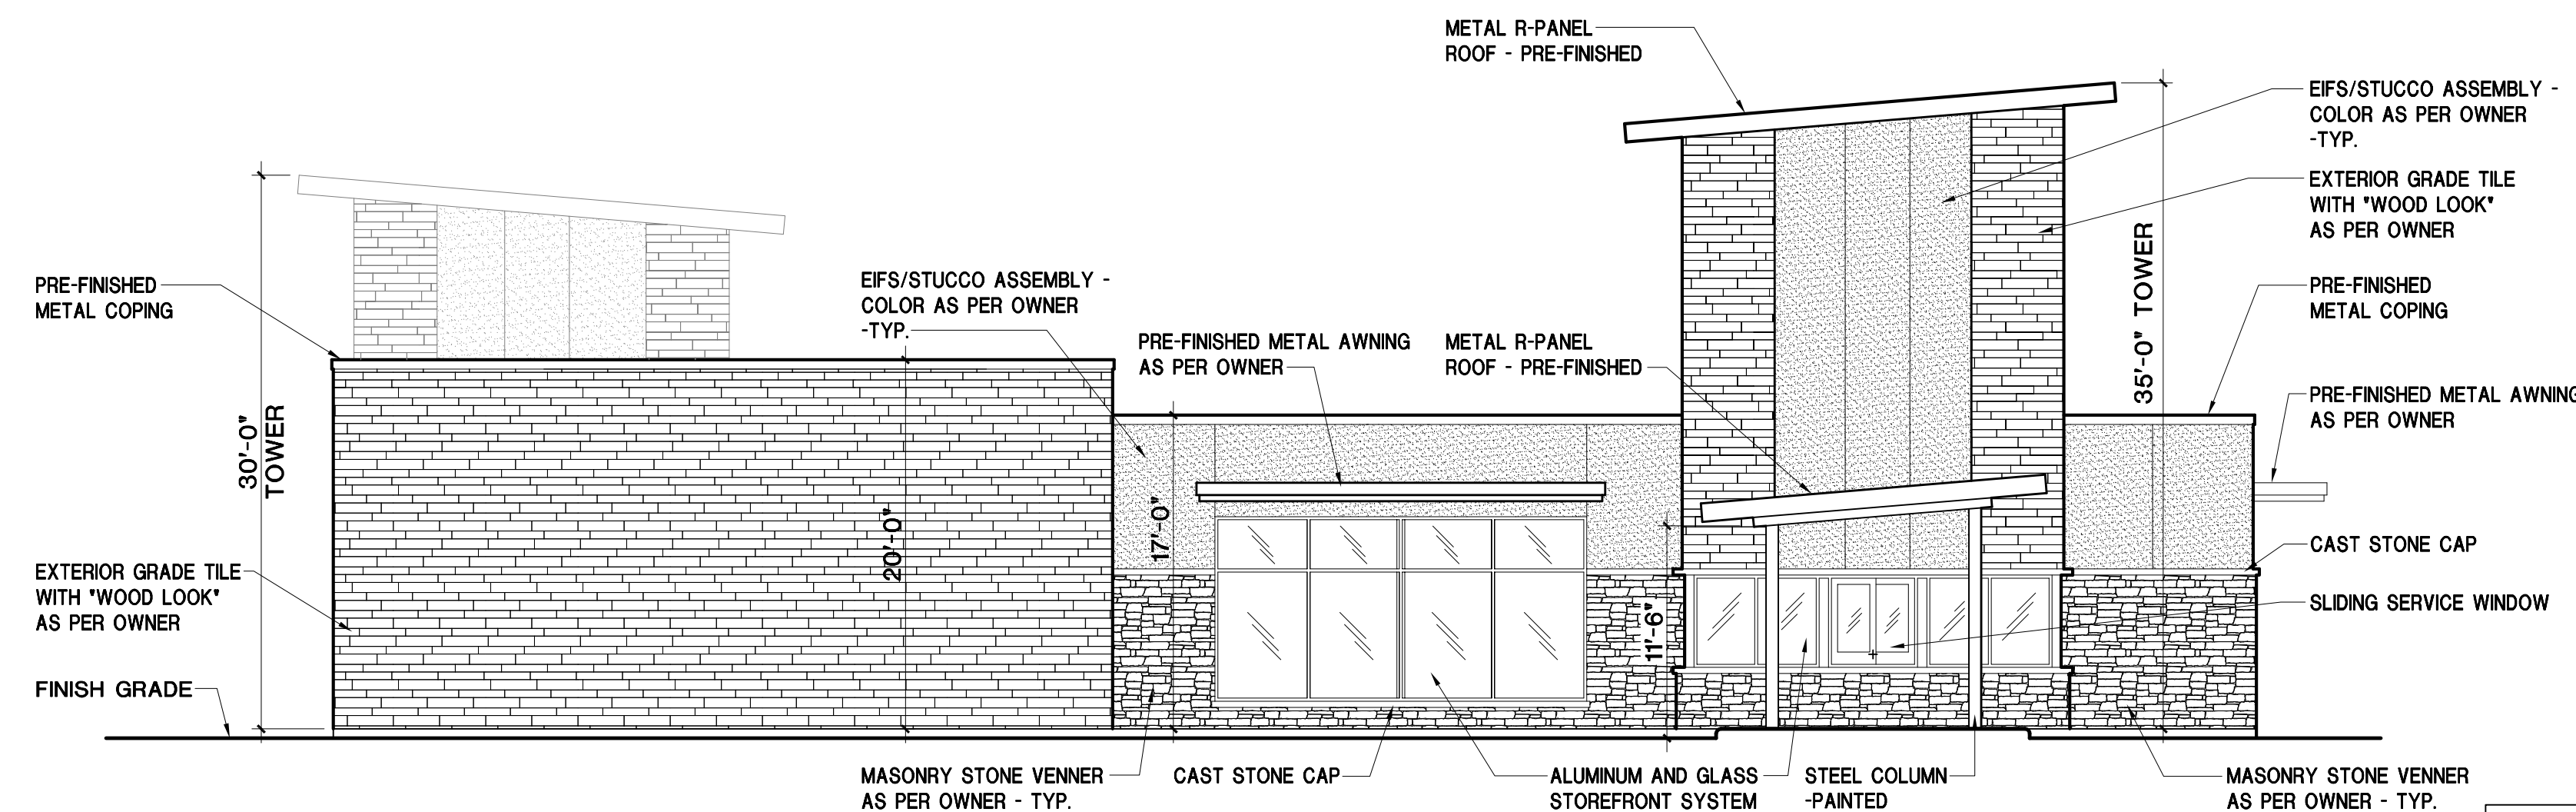 METAL R-PANEL
ROOF - PRE-FINISHED
EIFS/STUCCO ASSEMBLY -
COLOR AS PER OWNER
-TYP.
EXTERIOR GRADE TILE
WITH "WOOD LOOK"
AS PER OWNER
35'-0" TOWER
PRE-FINISHED
METAL COPING
PRE-FINISHED METAL AWNING
AS PER OWNER
CAST STONE CAP
SLIDING SERVICE WINDOW
PRE-FINISHED
METAL COPING
30'-0"
TOWER
EIFS/STUCCO ASSEMBLY -
COLOR AS PER OWNER
-TYP.
PRE-FINISHED METAL AWNING
AS PER OWNER
METAL R-PANEL
ROOF - PRE-FINISHED
20'-0"
17'-0"
11'-6"
EXTERIOR GRADE TILE
WITH "WOOD LOOK"
AS PER OWNER
FINISH GRADE
MASONRY STONE VENNER
AS PER OWNER - TYP.
CAST STONE CAP
ALUMINUM AND GLASS
STOREFRONT SYSTEM
STEEL COLUMN
-PAINTED
MASONRY STONE VENNER
AS PER OWNER - TYP.